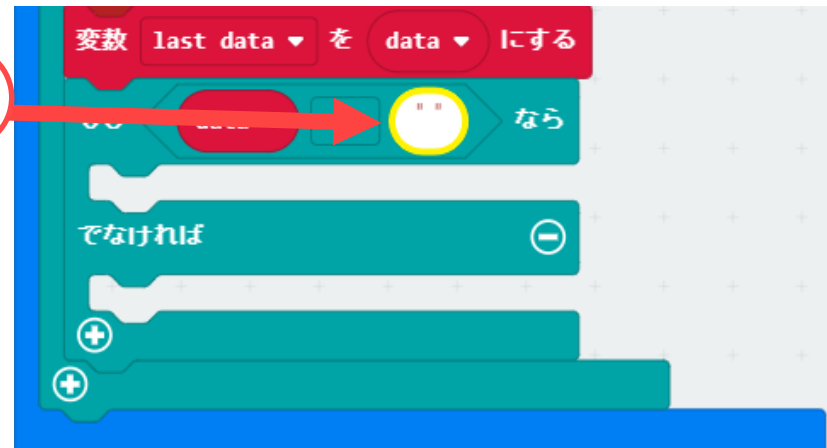 変数 last data ▼ を data ▼ にする
" " なら
でなければ